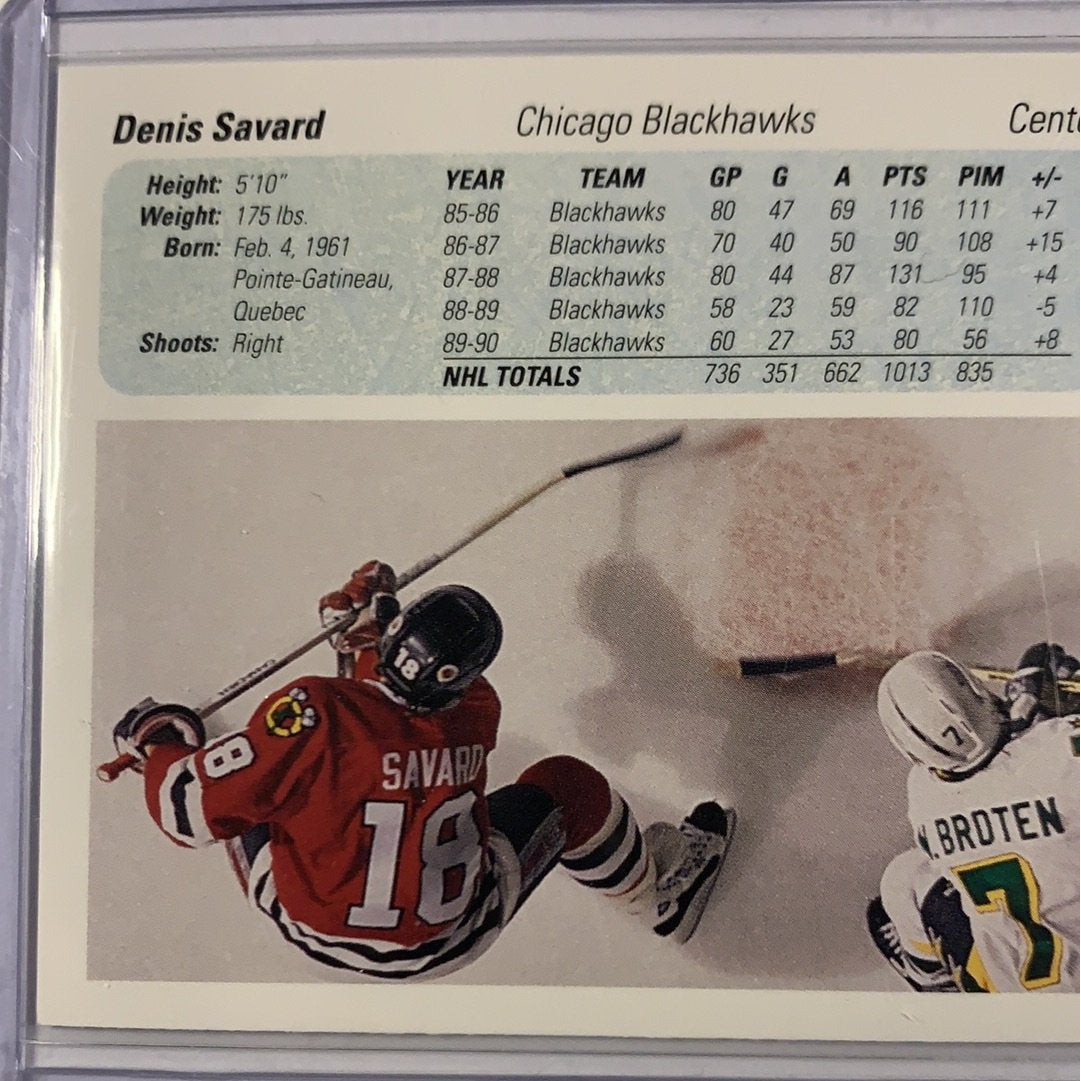 Denis Savard Chicago Blackhawks Cent
Height: 5'10" YEAR TEAM GP G A PTS PIM +/-
Weight: 175 lbs. 85-86 Blackhawks 80 47 69 116 111 +7
Born: Feb. 4, 1961 86-87 Blackhawks 70 40 50 90 108 +15
Pointe-Gatineau, 87-88 Blackhawks 80 44 87 131 95 +4
Quebec 88-89 Blackhawks 58 23 59 82 110 -5
Shoots: Right 89-90 Blackhawks 60 27 53 80 56 +8
NHL TOTALS 736 351 662 1013 835
18
7
18
SAVARD
18
N. BROTEN
7